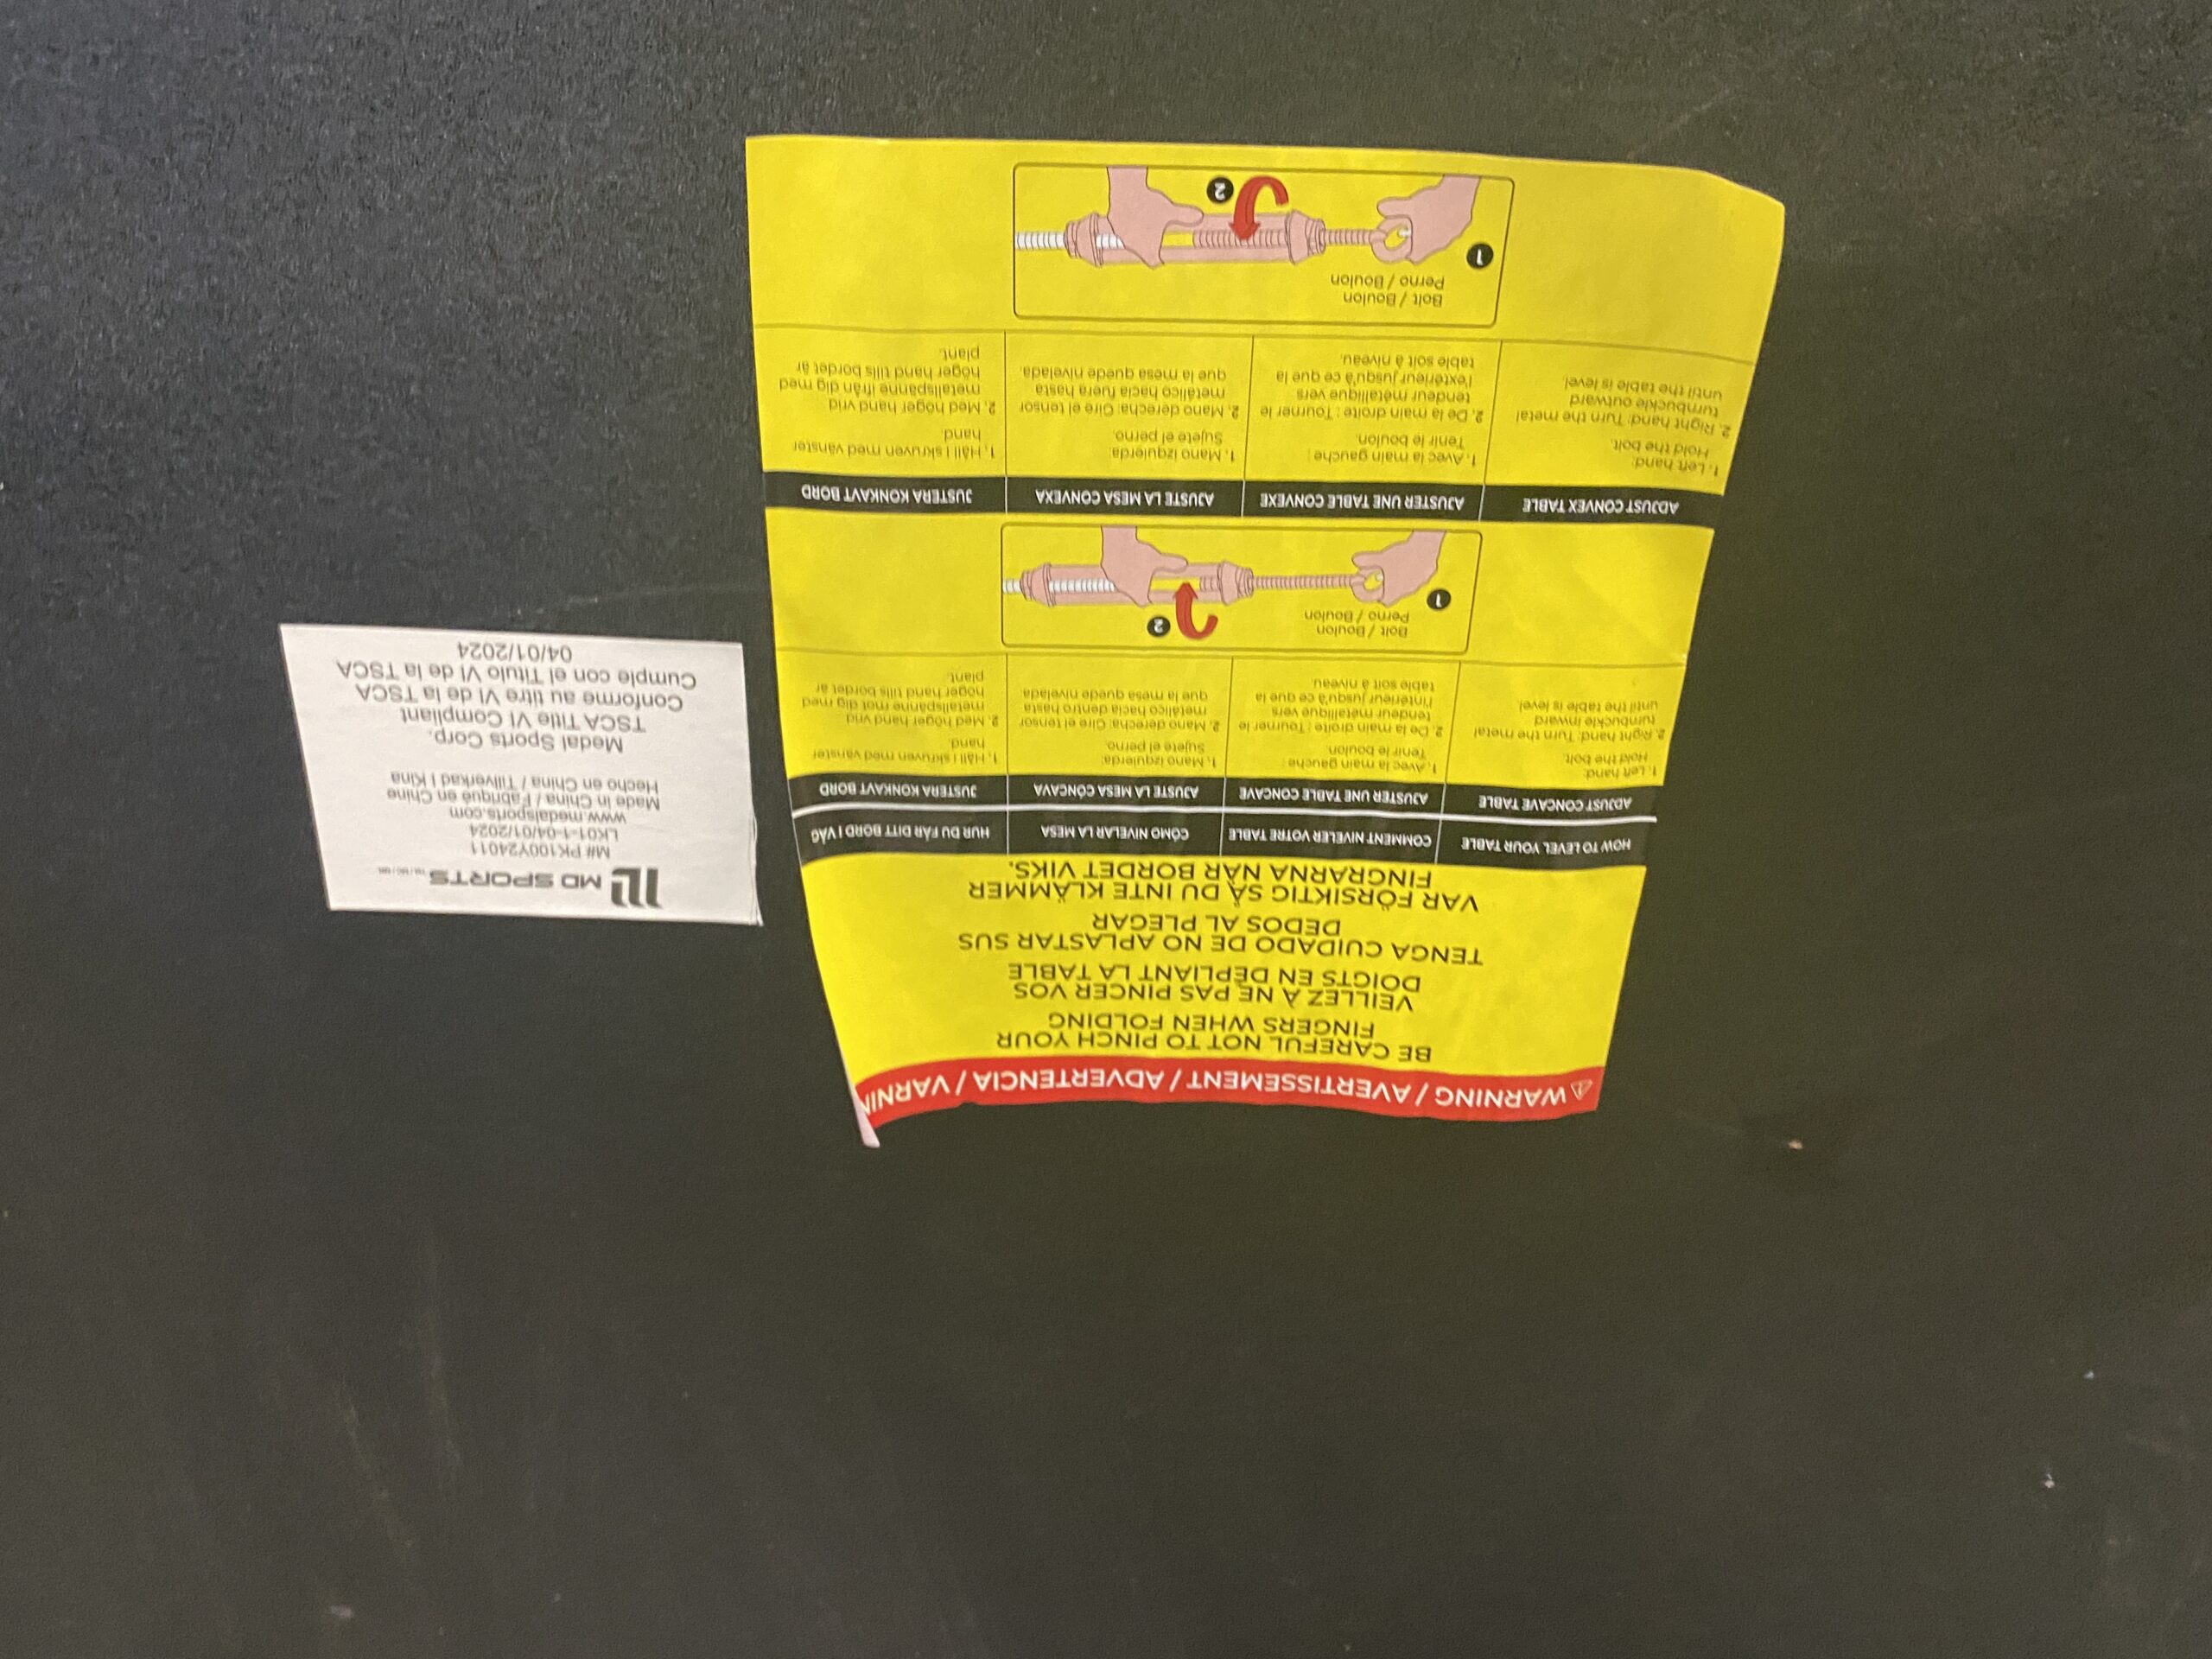 ⚠ WARNING / AVERTISSEMENT / ADVERTENCIA / VARNIN
BE CAREFUL NOT TO PINCH YOUR
FINGERS WHEN FOLDING
VEILLEZ À NE PAS PINCER VOS
DOIGTS EN DÉPLIANT LA TABLE
TENGA CUIDADO DE NO APLASTAR SUS
DEDOS AL PLEGAR
VAR FÖRSIKTIG SÅ DU INTE KLÄMMER
FINGRARNA NÄR BORDET VIKS.
HOW TO LEVEL YOUR TABLE
COMMENT NIVELER VOTRE TABLE
CÓMO NIVELAR LA MESA
HUR DU FÅR DITT BORD I VÅG
ADJUST CONCAVE TABLE
AJUSTER UNE TABLE CONCAVE
AJUSTE LA MESA CÓNCAVA
JUSTERA KONKAVT BORD
1. Left hand:
Hold the bolt.
2. Right hand: Turn the metal
turnbuckle inward
until the table is level.
1. Avec la main gauche :
Tenir le boulon.
2. De la main droite : Tourner le
tendeur métallique vers
l'intérieur jusqu'à ce que la
table soit à niveau.
1. Mano izquierda:
Sujete el perno.
2. Mano derecha: Gire el tensor
metálico hacia dentro hasta
que la mesa quede nivelada
1. Håll i skruven med vänster
hand.
2. Med höger hand vrid
metallspänne mot dig med
höger hand tills bordet är
plant.
Bolt / Boulon
Perno / Boulon
1
2
ADJUST CONVEX TABLE
AJUSTER UNE TABLE CONVEXE
AJUSTE LA MESA CONVEXA
JUSTERA KONKAVT BORD
1. Left hand:
Hold the bolt.
2. Right hand: Turn the metal
turnbuckle outward
until the table is level.
1. Avec la main gauche :
Tenir le boulon.
2. De la main droite : Tourner le
tendeur métallique vers
l'extérieur jusqu'à ce que la
table soit à niveau.
1. Mano izquierda:
Sujete el perno.
2. Mano derecha: Gire el tensor
metálico hacia fuera hasta
que la mesa quede nivelada.
1. Håll i skruven med vänster
hand
2. Med höger hand vrid
metallspänne ifrån dig med
höger hand tills bordet är
plant.
Bolt / Boulon
Perno / Boulon
1
2
MD SPORTS
M# PK100Y24011
LK01-1-04/01/2024
www.medalsports.com
Made in China / Fabriqué en Chine
Hecho en China / Tillverkad i Kina
Medal Sports Corp.
TSCA Title VI Compliant
Conforme au titre VI de la TSCA
Cumple con el Título VI de la TSCA
04/01/2024